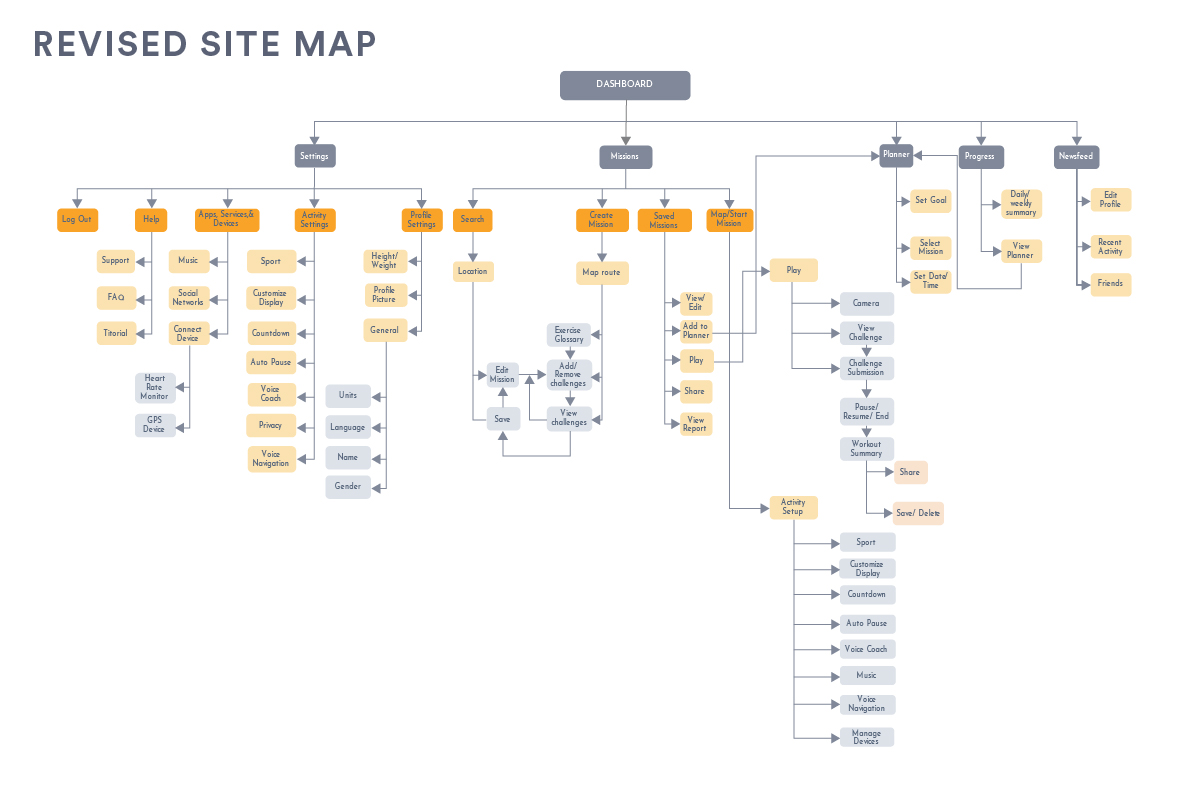 REVISED SITE MAP
DASHBOARD
Settings
Missions
Planner
Progress
Newsfeed
Log Out
Help
Apps, Services,&
Devices
Activity
Settings
Profile
Settings
Search
Create
Mission
Saved
Missions
Map/Start
Mission
Set Goal
Select
Mission
Set Date/
Time
Daily/
weekly
summary
View
Planner
Edit
Profile
Recent
Activity
Friends
Support
FAQ
Titorial
Music
Social
Networks
Connect
Device
Heart
Rate
Monitor
GPS
Device
Sport
Customize
Display
Countdown
Auto Pause
Voice
Coach
Privacy
Voice
Navigation
Height/
Weight
Profile
Picture
General
Units
Language
Name
Gender
Location
Map route
Exercise
Glossary
Edit
Mission
Add/
Remove
challenges
Save
View
challenges
View/
Edit
Add to
Planner
Play
Share
View
Report
Play
Camera
View
Challenge
Challenge
Submission
Pause/
Resume/ End
Workout
Summary
Share
Save/ Delete
Activity
Setup
Sport
Customize
Display
Countdown
Auto Pause
Voice Coach
Music
Voice
Navigation
Manage
Devices